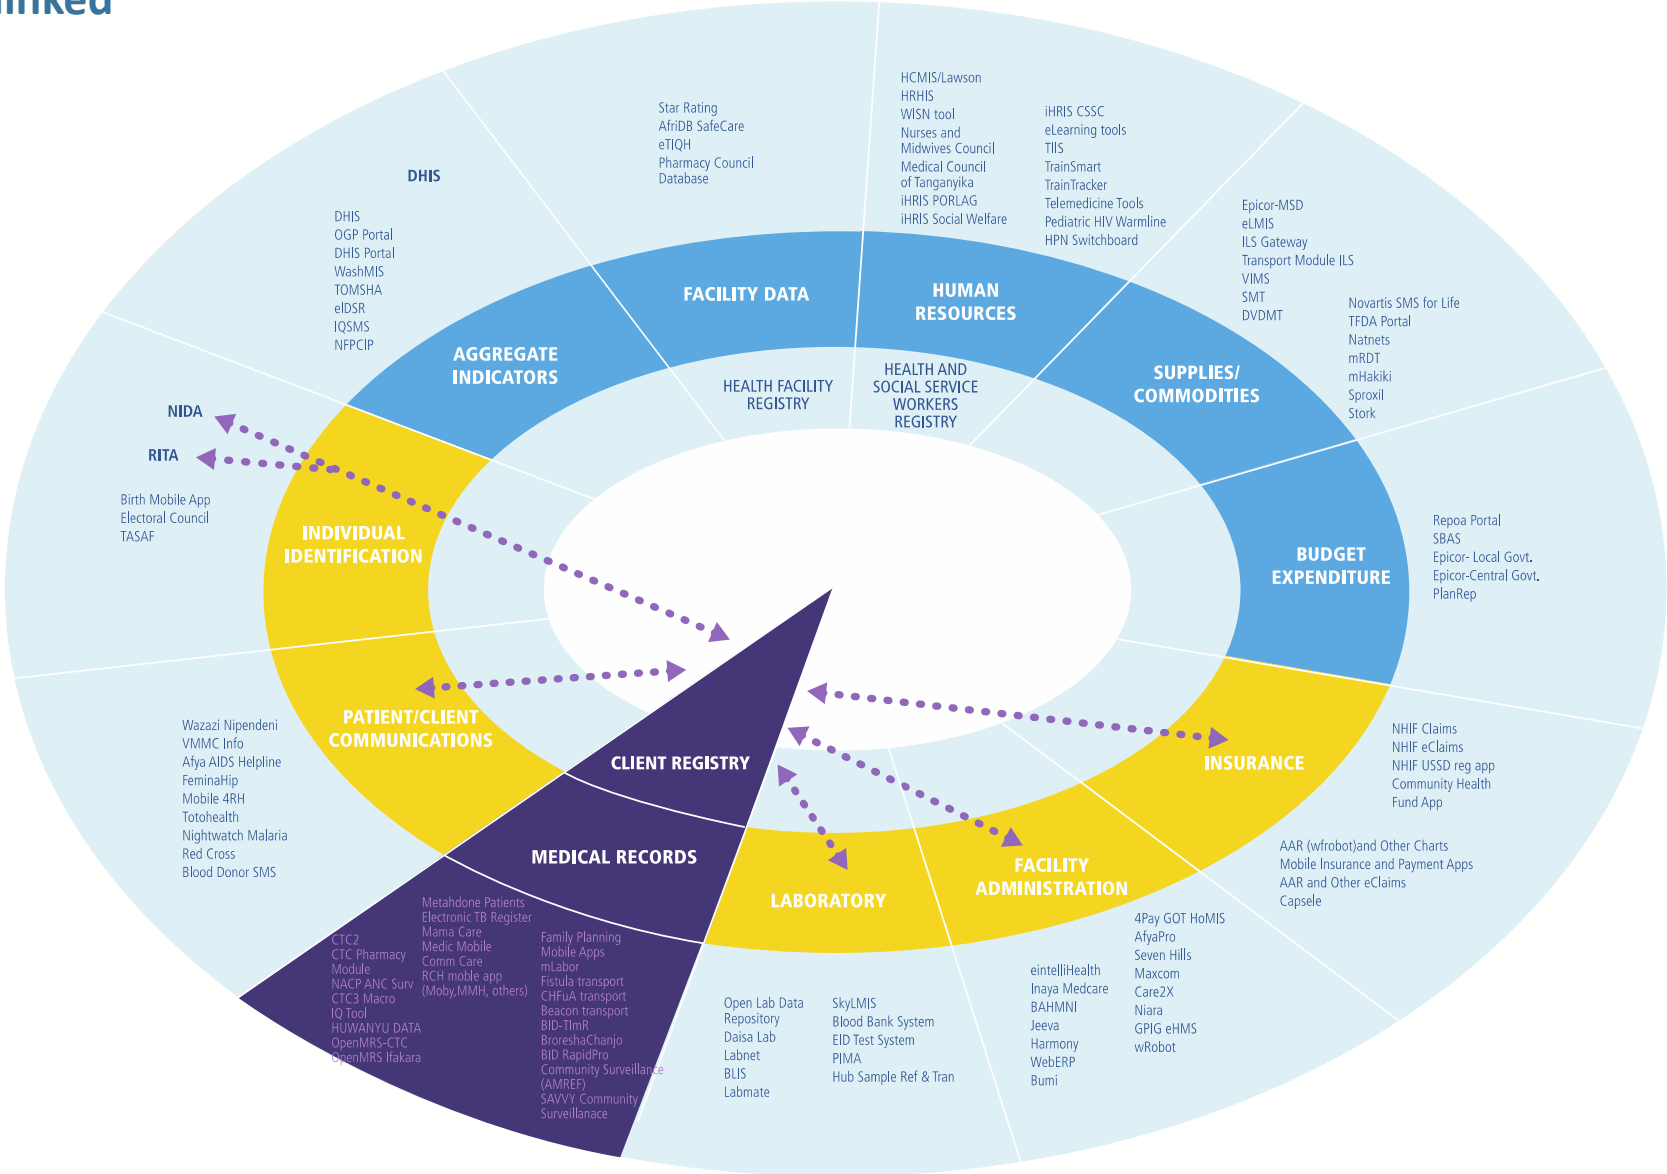 linked
HCMIS/Lawson
HRHIS
WISN tool
Nurses and
Midwives Council
Medical Council
of Tanganyika
iHRIS PORLAG
iHRIS Social Welfare
iHRIS CSSC
eLearning tools
TIIS
TrainSmart
TrainTracker
Telemedicine Tools
Pediatric HIV Warmline
HPN Switchboard
Star Rating
AfriDB SafeCare
eTIQH
Pharmacy Council
Database
DHIS
DHIS
OGP Portal
DHIS Portal
WashMIS
TOMSHA
eIDSR
IQSMS
NFPCIP
Epicor-MSD
eLMIS
ILS Gateway
Transport Module ILS
VIMS
SMT
DVDMT
Novartis SMS for Life
TFDA Portal
Natnets
mRDT
mHakiki
Sproxil
Stork
FACILITY DATA
HUMAN
RESOURCES
AGGREGATE
INDICATORS
SUPPLIES/
COMMODITIES
HEALTH FACILITY
REGISTRY
HEALTH AND
SOCIAL SERVICE
WORKERS
REGISTRY
NIDA
RITA
Birth Mobile App
Electoral Council
TASAF
INDIVIDUAL
IDENTIFICATION
BUDGET
EXPENDITURE
Repoa Portal
SBAS
Epicor- Local Govt.
Epicor-Central Govt.
PlanRep
PATIENT/CLIENT
COMMUNICATIONS
Wazazi Nipendeni
VMMC Info
Afya AIDS Helpline
FeminaHip
Mobile 4RH
Totohealth
Nightwatch Malaria
Red Cross
Blood Donor SMS
CLIENT REGISTRY
MEDICAL RECORDS
INSURANCE
NHIF Claims
NHIF eClaims
NHIF USSD reg app
Community Health
Fund App
AAR (wfrobot)and Other Charts
Mobile Insurance and Payment Apps
AAR and Other eClaims
Capsele
LABORATORY
FACILITY
ADMINISTRATION
CTC2
CTC Pharmacy
Module
NACP ANC Surv
CTC3 Macro
IQ Tool
HUWANYU DATA
OpenMRS-CTC
OpenMRS Ifakara
Metahdone Patients
Electronic TB Register
Mama Care
Medic Mobile
Comm Care
RCH moble app
(Moby,MMH, others)
Family Planning
Mobile Apps
mLabor
Fistula transport
CHFuA transport
Beacon transport
BID-TImR
BroreshaChanjo
BID RapidPro
Community Surveillance
(AMREF)
SAVVY Community
Surveillanace
Open Lab Data
Repository
Daisa Lab
Labnet
BLIS
Labmate
SkyLMIS
Blood Bank System
EID Test System
PIMA
Hub Sample Ref & Tran
eintelliHealth
Inaya Medcare
BAHMNI
Jeeva
Harmony
WebERP
Bumi
4Pay GOT HoMIS
AfyaPro
Seven Hills
Maxcom
Care2X
Niara
GPIG eHMS
wRobot